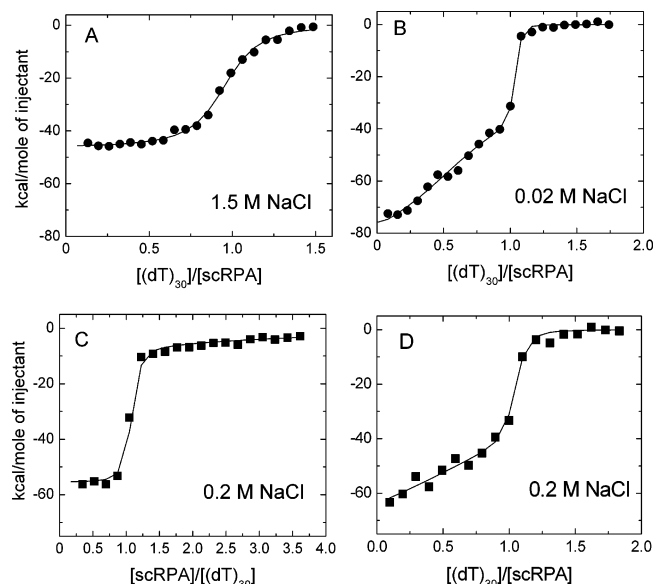 A
B
0
-20
-40
-60
-80
kcal/mole of injectant
1.5 M NaCl
0.0 0.5 1.0 1.5
[(dT)30]/[scRPA]
0
-20
-40
-60
-80
0.02 M NaCl
0.0 0.5 1.0 1.5 2.0
[(dT)30]/[scRPA]
C
D
0
-20
-40
-60
kcal/mole of injectant
0.2 M NaCl
0.0 0.5 1.0 1.5 2.0 2.5 3.0 3.5 4.0
[scRPA]/[(dT)30]
0
-20
-40
-60
0.2 M NaCl
0.0 0.5 1.0 1.5 2.0
[(dT)30]/[scRPA]